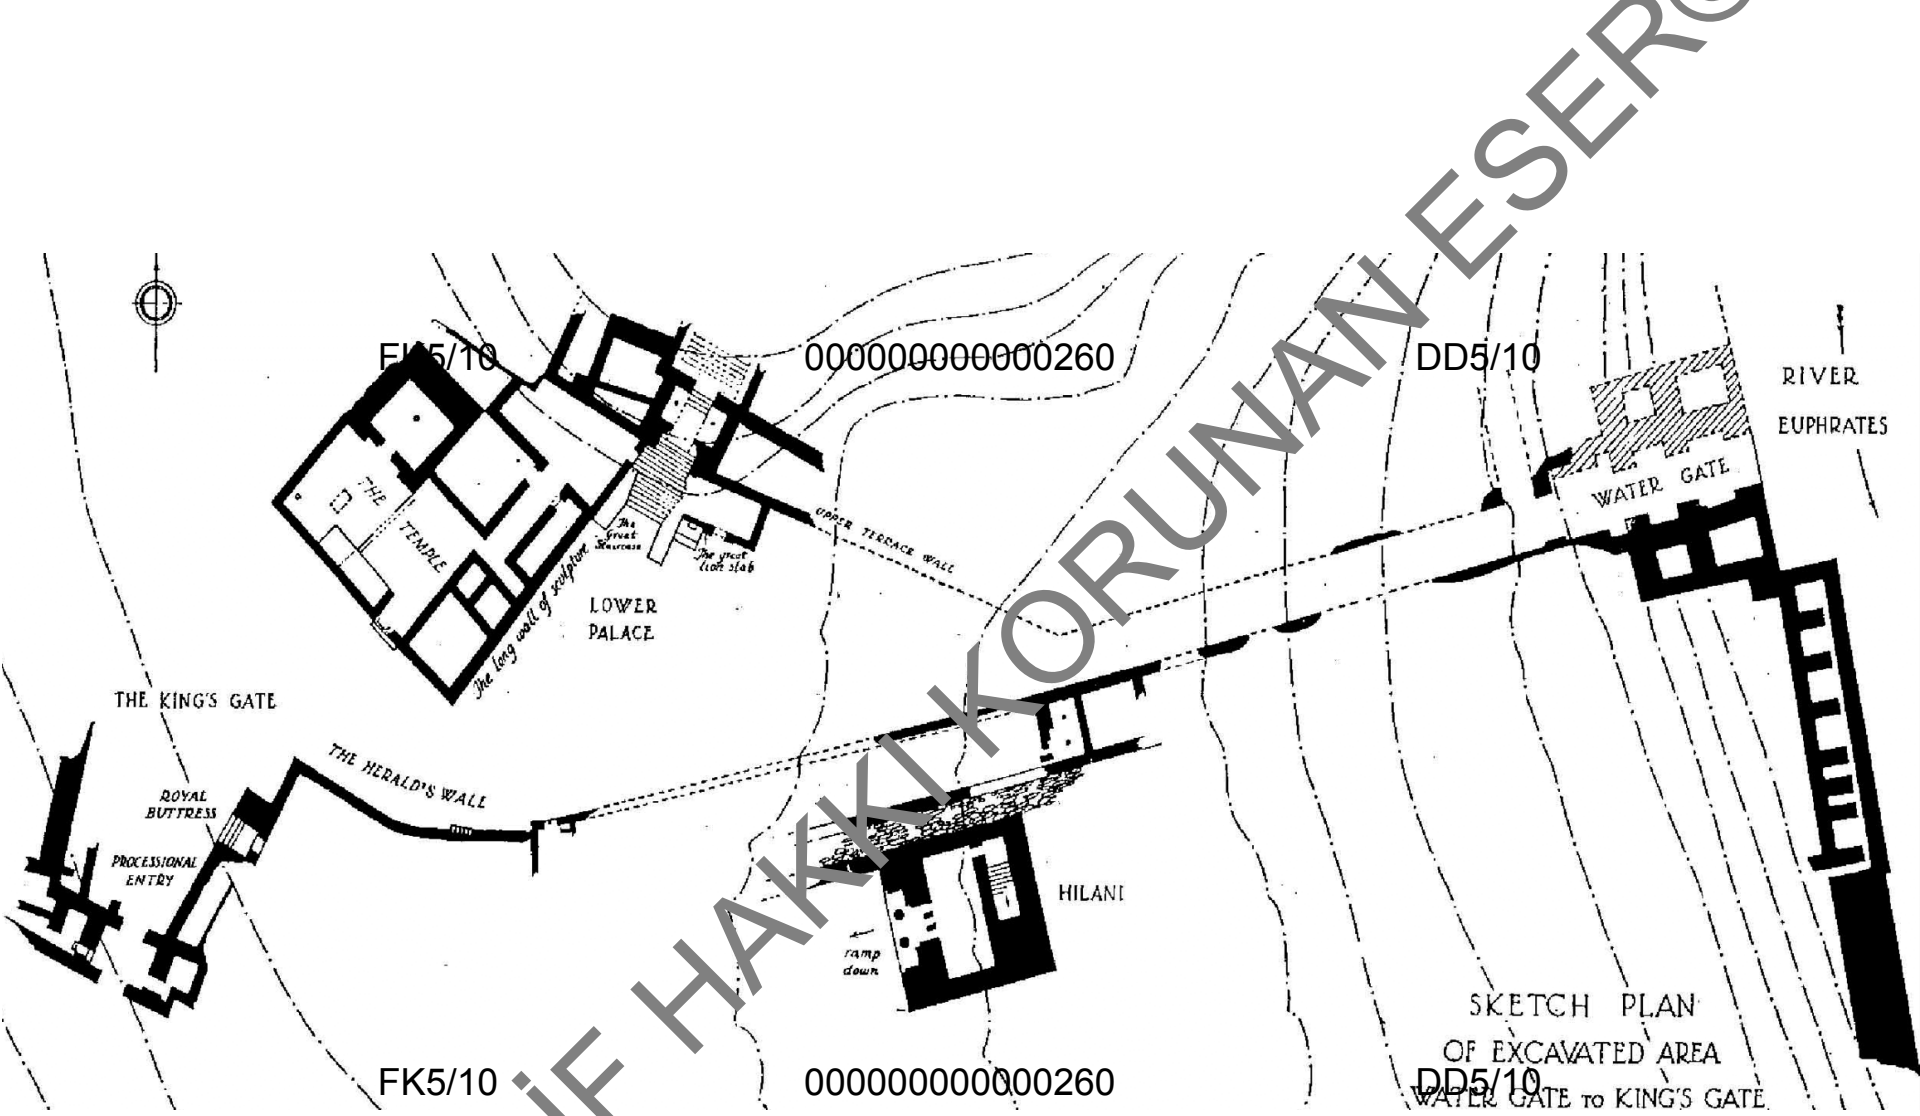 FK5/10 000000000000260 DD5/10
RIVER
EUPHRATES
WATER GATE
THE
TEMPLE
The
Great
Staircase
The great
lion slab
UPPER TERRACE WALL
The long wall of sculpture
LOWER
PALACE
THE KING'S GATE
THE HERALD'S WALL
ROYAL
BUTTRESS
PROCESSIONAL
ENTRY
HILANI
ramp
down
SKETCH PLAN
OF EXCAVATED AREA
WATER GATE TO KING'S GATE
FK5/10 000000000000260 DD5/10
İF HAKKI KORUNAN ESER©